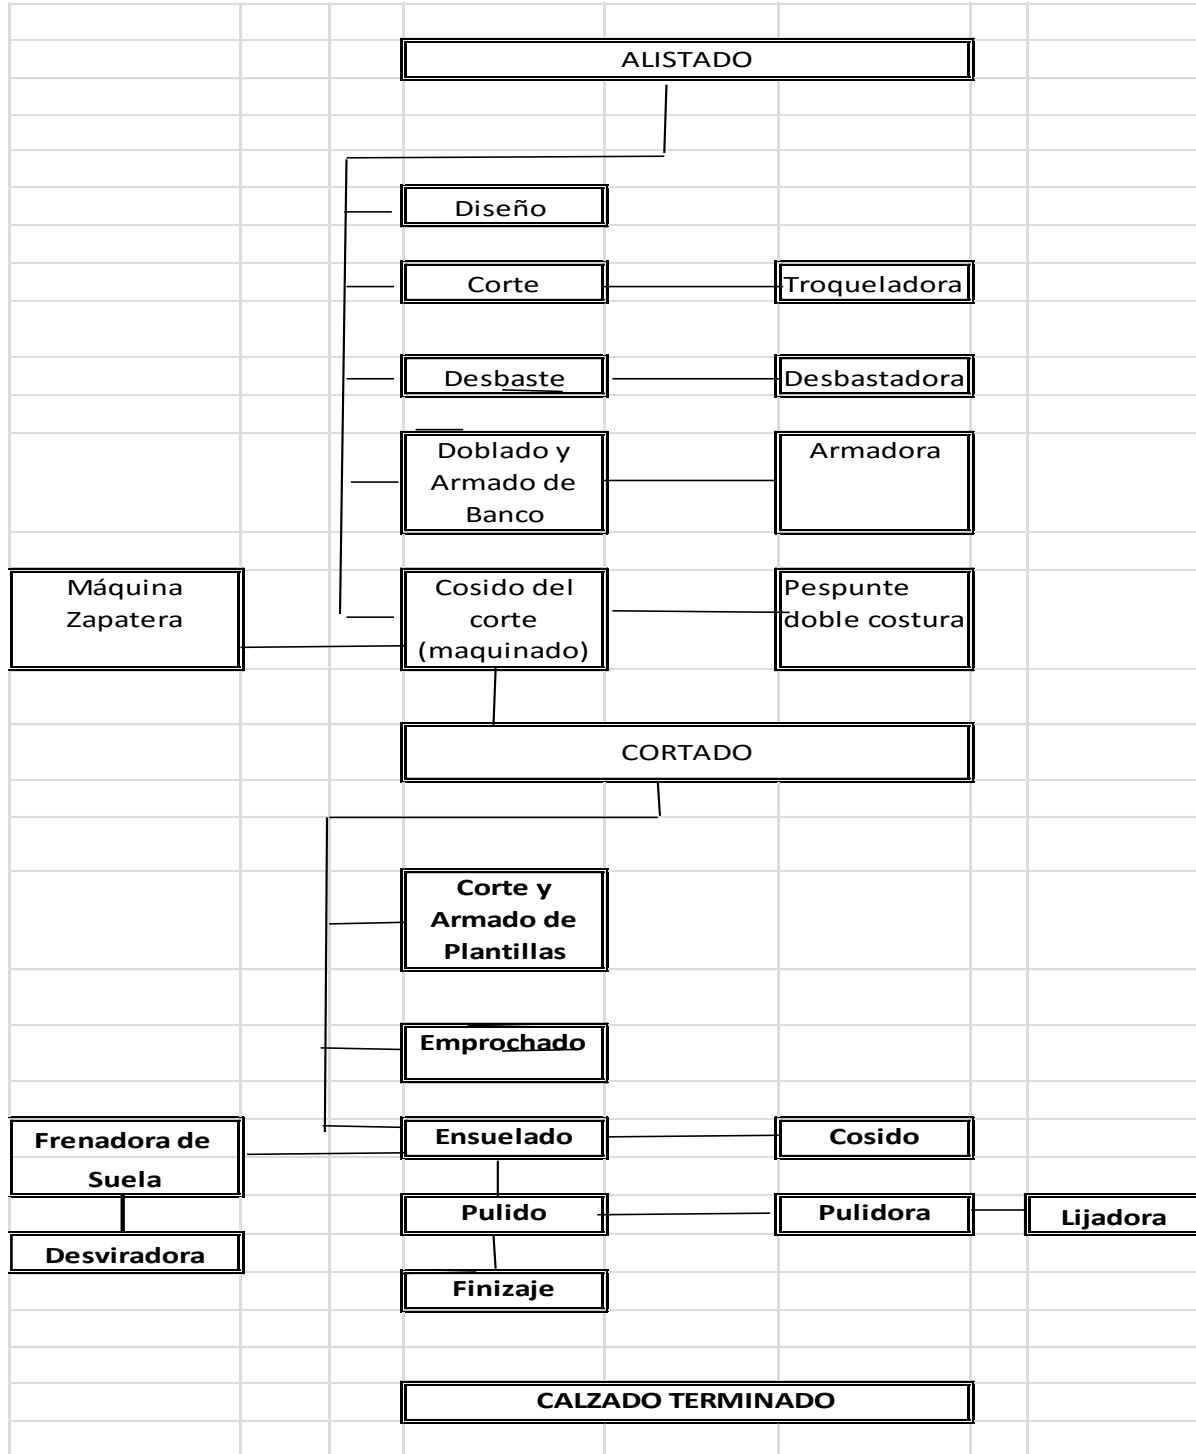 ALISTADO
Diseño
Corte
Troqueladora
Desbaste
Desbastadora
Doblado y
Armado de
Banco
Armadora
Máquina
Zapatera
Cosido del
corte
(maquinado)
Pespunte
doble costura
CORTADO
Corte y
Armado de
Plantillas
Emprochado
Frenadora de
Suela
Ensuelado
Cosido
Pulido
Pulidora
Lijadora
Desviradora
Finizaje
CALZADO TERMINADO